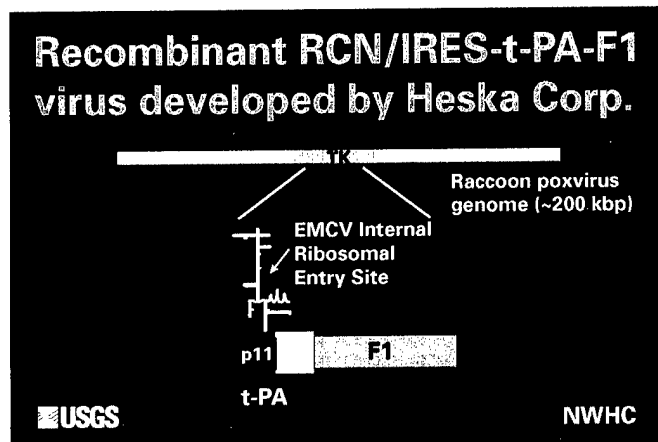 Recombinant RCN/IRES-t-PA-F1
virus developed by Heska Corp.
TK
Raccoon poxvirus
genome (~200 kbp)
EMCV Internal
Ribosomal
Entry Site
p11
F1
t-PA
USGS
NWHC